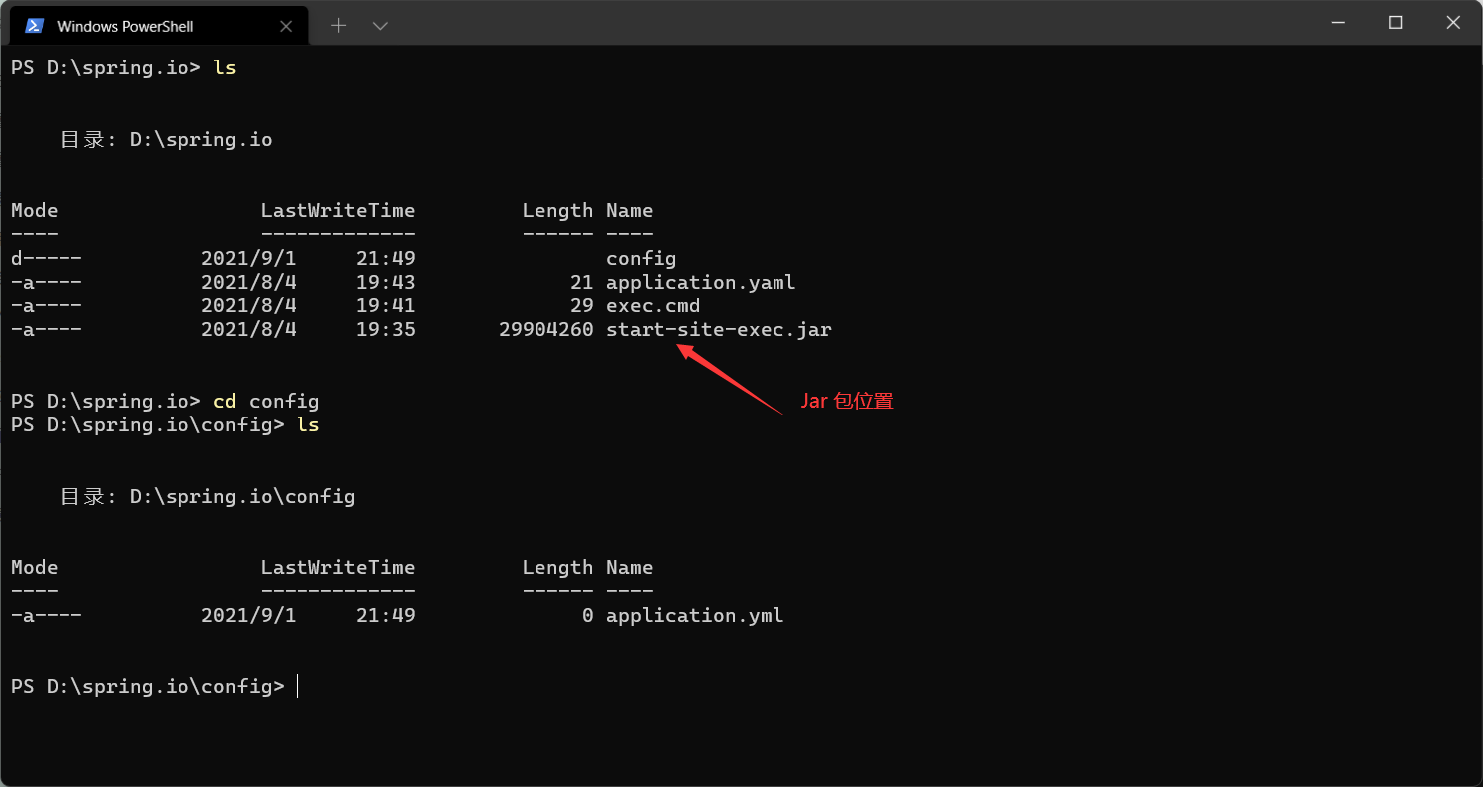 Windows PowerShell
PS D:\spring.io> ls
目录: D:\spring.io
Mode                 LastWriteTime         Length Name
----                 -------------         ------ ----
d-----          2021/9/1     21:49                config
-a----          2021/8/4     19:43             21 application.yaml
-a----          2021/8/4     19:41             29 exec.cmd
-a----          2021/8/4     19:35       29904260 start-site-exec.jar
PS D:\spring.io> cd config
Jar 包位置
PS D:\spring.io\config> ls
目录: D:\spring.io\config
Mode                 LastWriteTime         Length Name
----                 -------------         ------ ----
-a----          2021/9/1     21:49              0 application.yml
PS D:\spring.io\config>